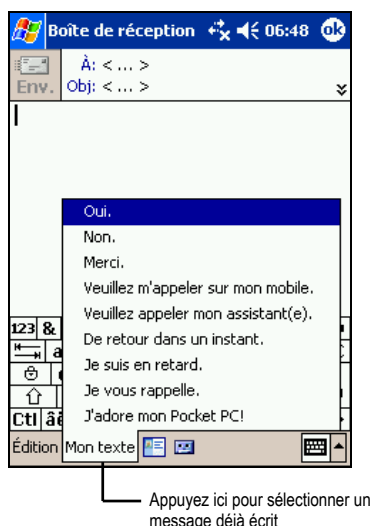 Boîte de réception 06:48 ok
À: < ... >
Env. Obj: < ... >
Oui.
Non.
Merci.
Veuillez m'appeler sur mon mobile.
Veuillez appeler mon assistant(e).
De retour dans un instant.
Je suis en retard.
Je vous rappelle.
J'adore mon Pocket PC!
123 &
a
Ctl âë
Édition Mon texte
Appuyez ici pour sélectionner un
message déjà écrit